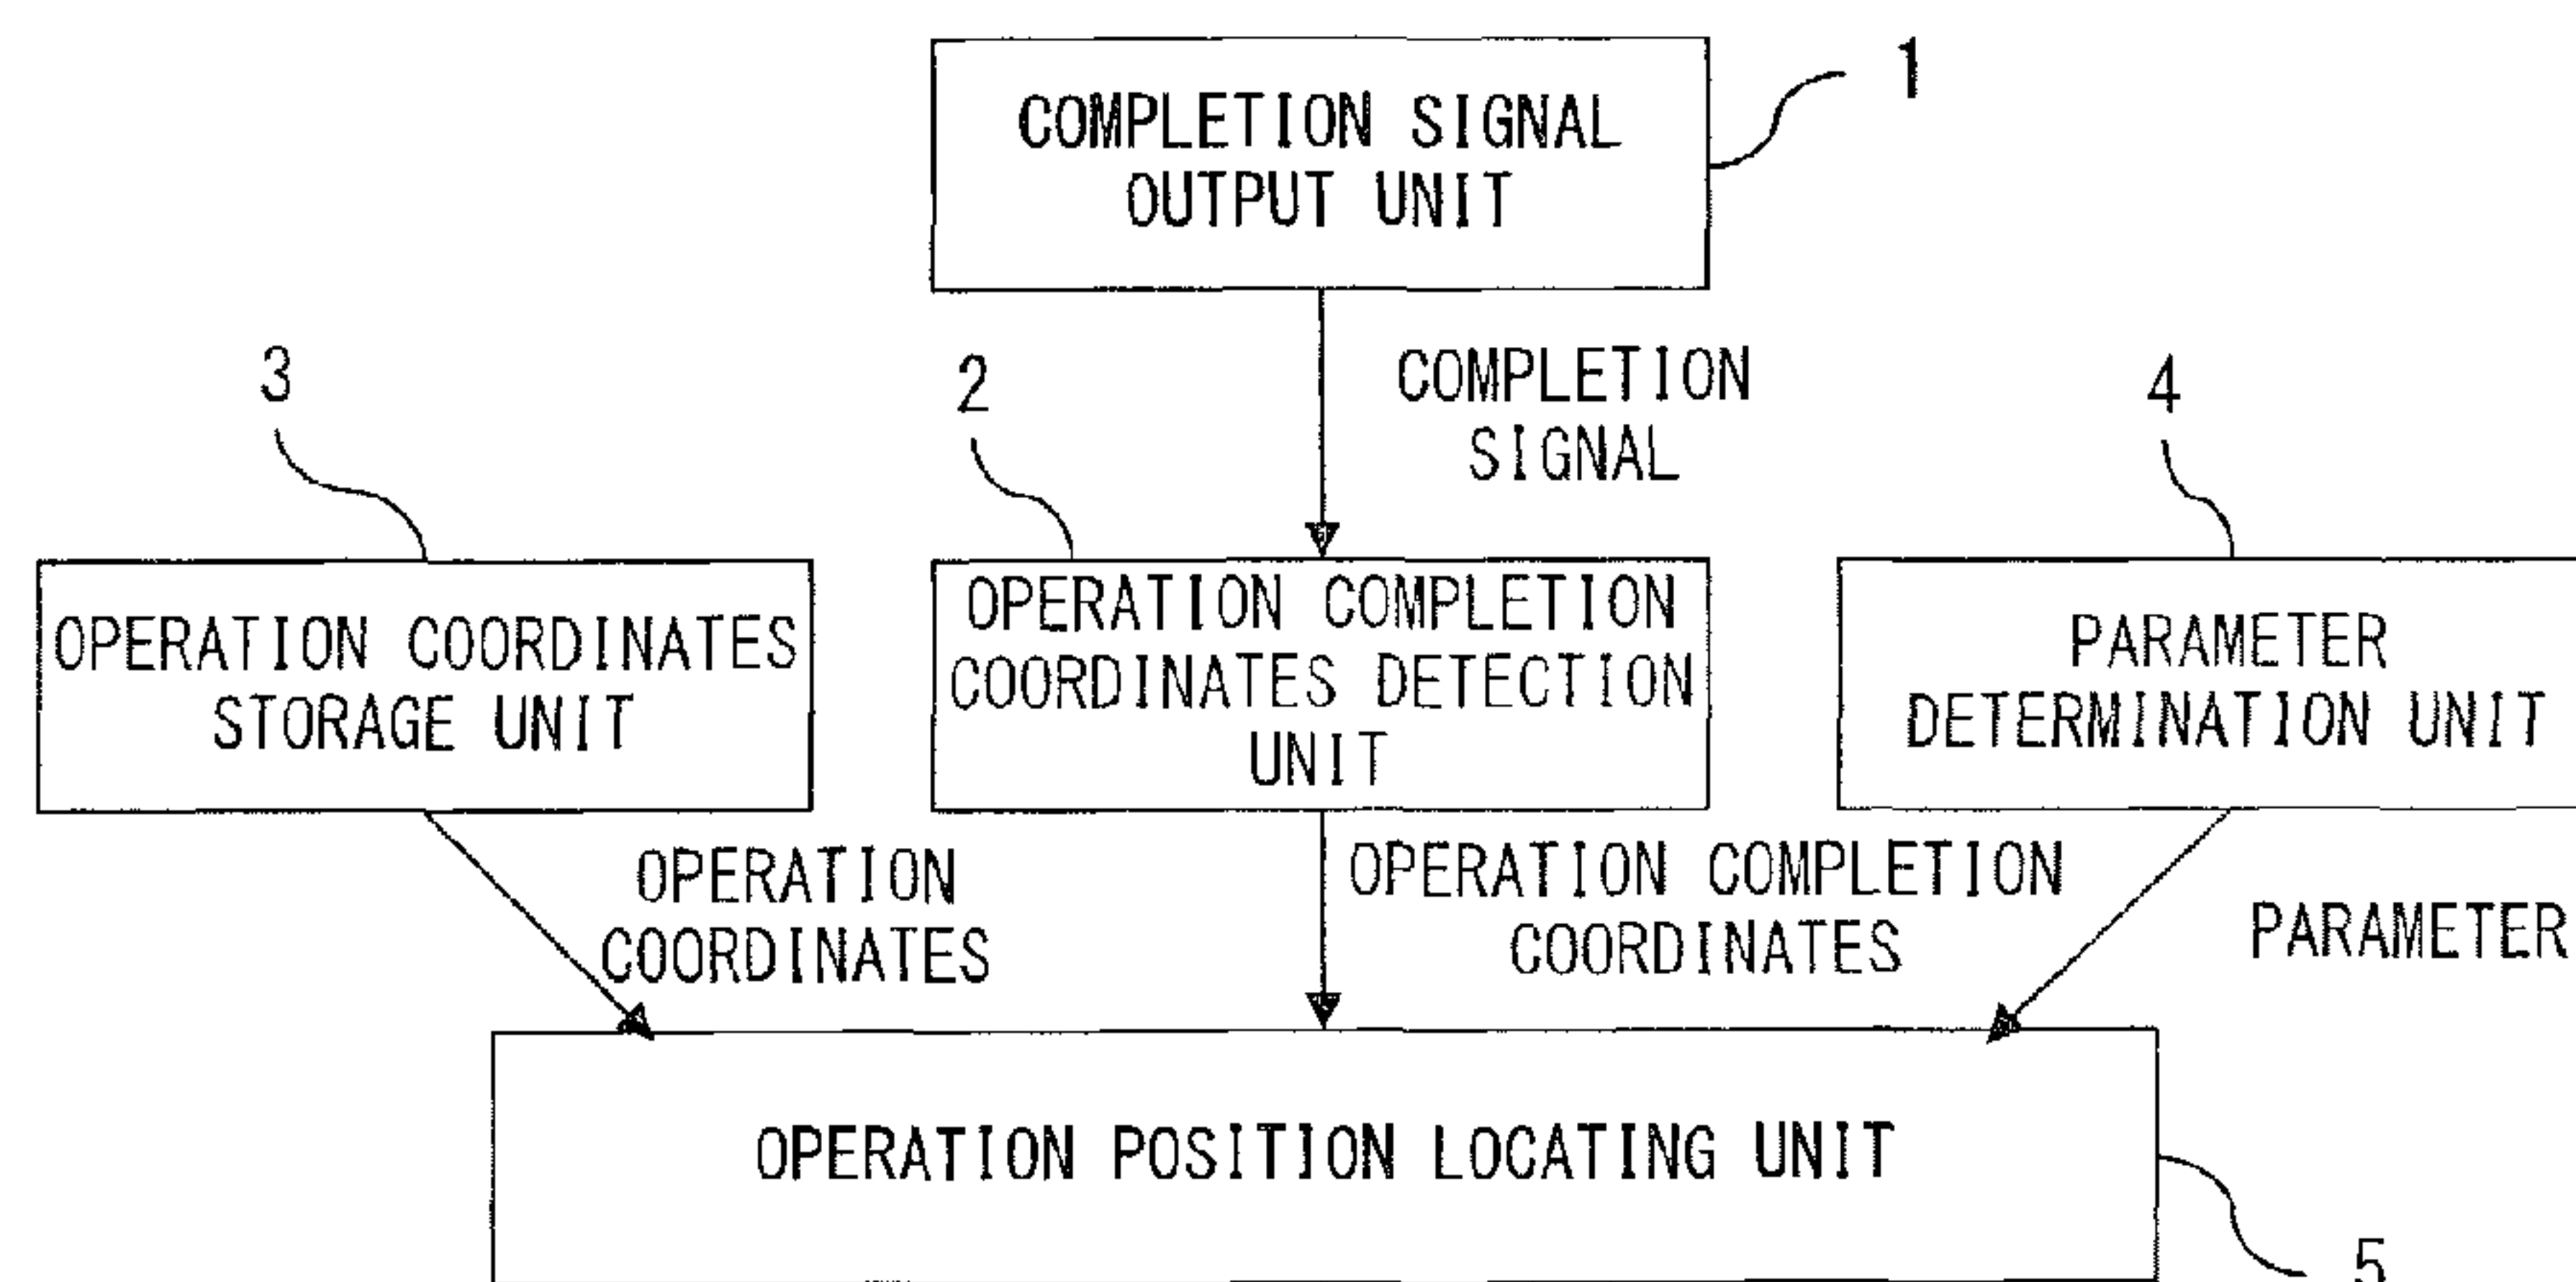 COMPLETION SIGNAL
OUTPUT UNIT
1
COMPLETION
SIGNAL
3
2
4
OPERATION COORDINATES
STORAGE UNIT
OPERATION COMPLETION
COORDINATES DETECTION
UNIT
PARAMETER
DETERMINATION UNIT
OPERATION
COORDINATES
OPERATION COMPLETION
COORDINATES
PARAMETER
OPERATION POSITION LOCATING UNIT
5